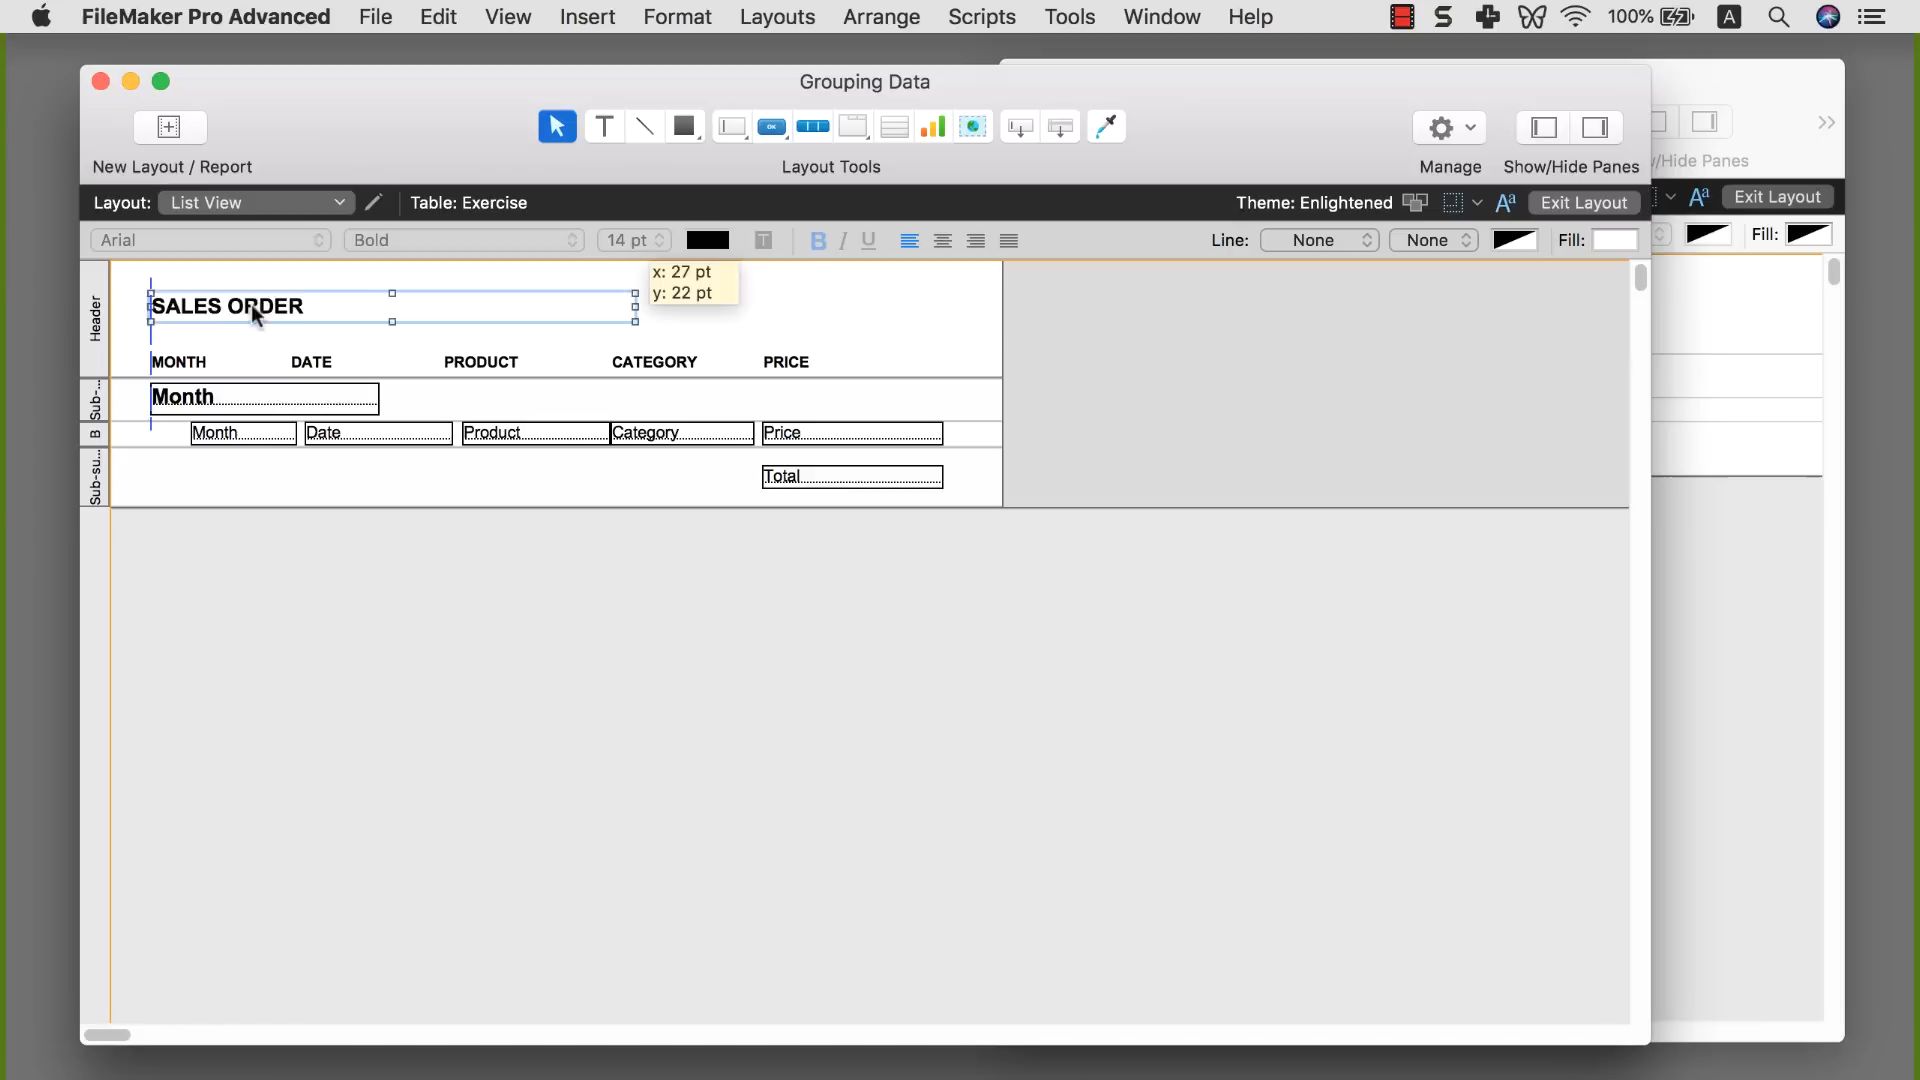 FileMaker Pro Advanced File Edit View Insert Format Layouts Arrange Scripts Tools Window Help 100% A
Grouping Data
New Layout / Report Layout Tools Manage Show/Hide Panes
/Hide Panes
Layout: List View Table: Exercise Theme: Enlightened Aa Exit Layout
Aa Exit Layout
Arial Bold 14 pt T B I U Line: None None Fill:
Fill:
x: 27 pt
y: 22 pt
Header
SALES ORDER
MONTH DATE PRODUCT CATEGORY PRICE
Sub-...
Month
B
Month Date Product Category Price
Sub-su...
Total